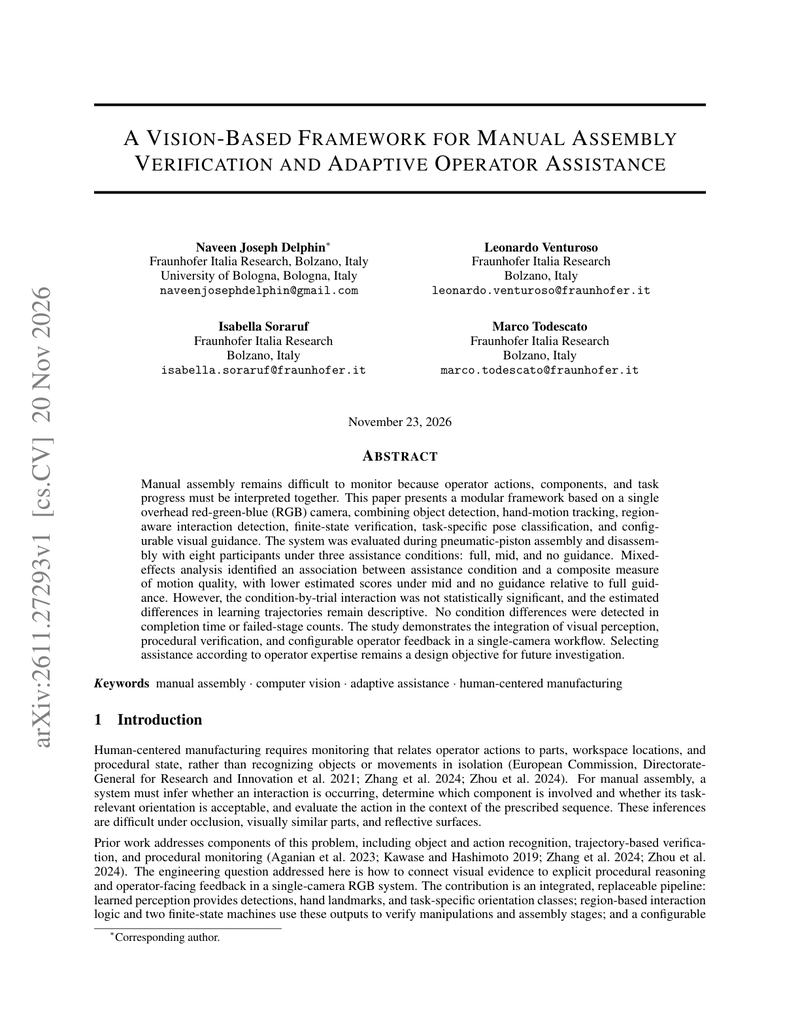 arXiv:2611.27293v1 [cs.CV] 20 Nov 2026
A VISION-BASED FRAMEWORK FOR MANUAL ASSEMBLY
VERIFICATION AND ADAPTIVE OPERATOR ASSISTANCE
Naveen Joseph Delphin*
Fraunhofer Italia Research, Bolzano, Italy
University of Bologna, Bologna, Italy
naveenjosephdelphin@gmail.com
Leonardo Venturoso
Fraunhofer Italia Research
Bolzano, Italy
leonardo.venturoso@fraunhofer.it
Isabella Soraruf
Fraunhofer Italia Research
Bolzano, Italy
isabella.soraruf@fraunhofer.it
Marco Todescato
Fraunhofer Italia Research
Bolzano, Italy
marco.todescato@fraunhofer.it
November 23, 2026
ABSTRACT
Manual assembly remains difficult to monitor because operator actions, components, and task
progress must be interpreted together. This paper presents a modular framework based on a single
overhead red-green-blue (RGB) camera, combining object detection, hand-motion tracking, region-
aware interaction detection, finite-state verification, task-specific pose classification, and config-
urable visual guidance. The system was evaluated during pneumatic-piston assembly and disassem-
bly with eight participants under three assistance conditions: full, mid, and no guidance. Mixed-
effects analysis identified an association between assistance condition and a composite measure
of motion quality, with lower estimated scores under mid and no guidance relative to full guid-
ance. However, the condition-by-trial interaction was not statistically significant, and the estimated
differences in learning trajectories remain descriptive. No condition differences were detected in
completion time or failed-stage counts. The study demonstrates the integration of visual perception,
procedural verification, and configurable operator feedback in a single-camera workflow. Selecting
assistance according to operator expertise remains a design objective for future investigation.
Keywords manual assembly · computer vision · adaptive assistance · human-centered manufacturing
1 Introduction
Human-centered manufacturing requires monitoring that relates operator actions to parts, workspace locations, and
procedural state, rather than recognizing objects or movements in isolation (European Commission, Directorate-
General for Research and Innovation et al. 2021; Zhang et al. 2024; Zhou et al. 2024). For manual assembly, a
system must infer whether an interaction is occurring, determine which component is involved and whether its task-
relevant orientation is acceptable, and evaluate the action in the context of the prescribed sequence. These inferences
are difficult under occlusion, visually similar parts, and reflective surfaces.
Prior work addresses components of this problem, including object and action recognition, trajectory-based verifica-
tion, and procedural monitoring (Aganian et al. 2023; Kawase and Hashimoto 2019; Zhang et al. 2024; Zhou et al.
2024). The engineering question addressed here is how to connect visual evidence to explicit procedural reasoning
and operator-facing feedback in a single-camera RGB system. The contribution is an integrated, replaceable pipeline:
learned perception provides detections, hand landmarks, and task-specific orientation classes; region-based interaction
logic and two finite-state machines use these outputs to verify manipulations and assembly stages; and a configurable
*Corresponding author.